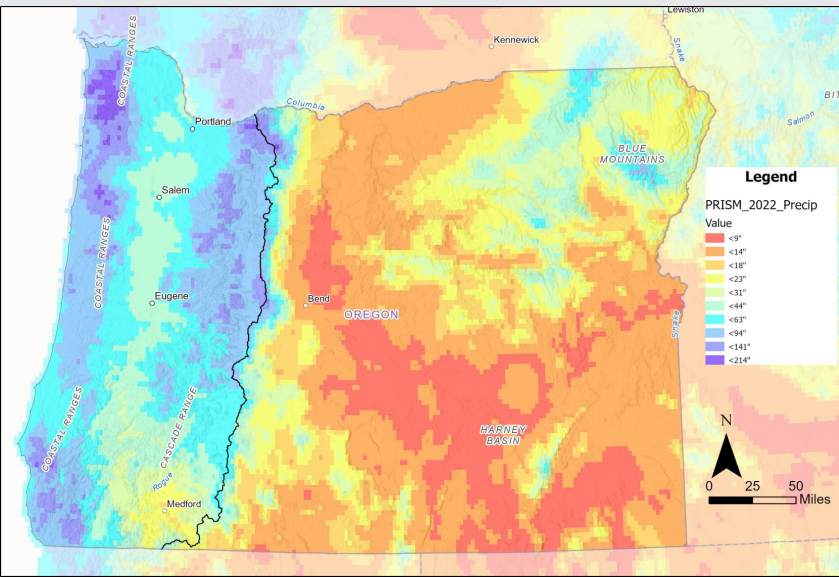 Lewiston
COASTAL RANGES
Kennewick
Snake
Columbia
BIT
Portland
Salmon
BLUE
MOUNTAINS
Legend
PRISM_2022_Precip
Value
<9"
<14"
<18"
<23"
<31"
<44"
<63"
<94"
<141"
<214"
Salem
COASTAL RANGES
Eugene
Bend
OREGON
Snake
COASTAL RANGES
CASCADE RANGE
HARNEY
BASIN
Rogue
Medford
N
0 25 50
Miles